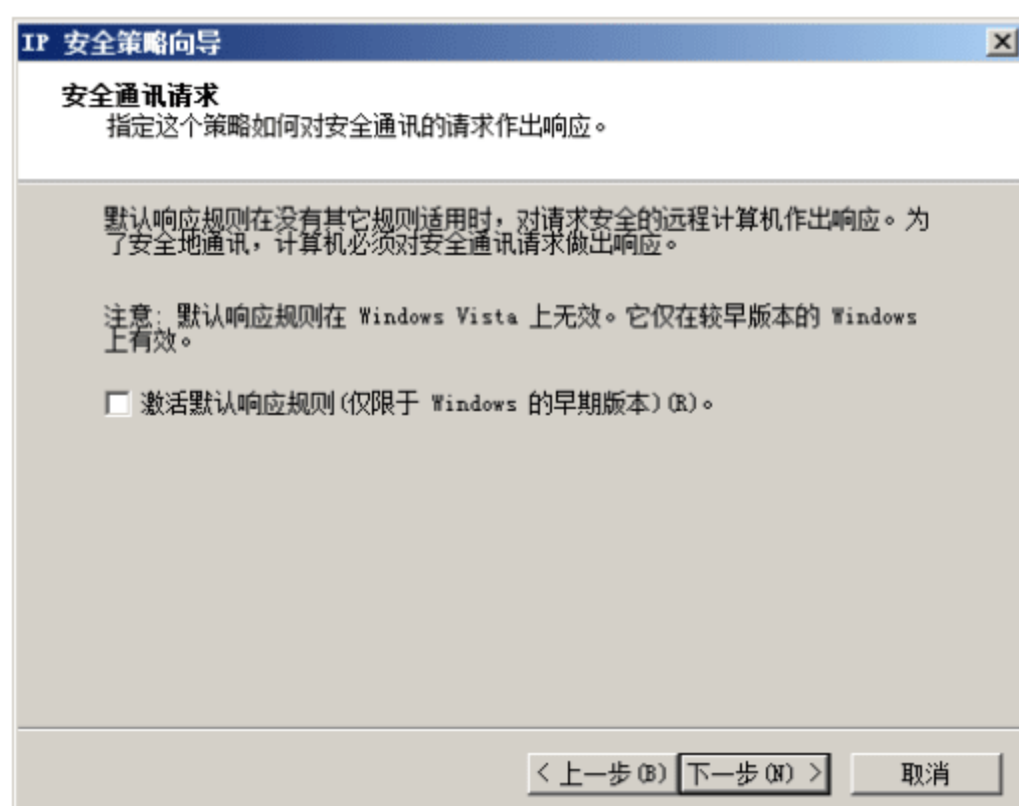 IP 安全策略向导
安全通讯请求
指定这个策略如何对安全通讯的请求作出响应。
默认响应规则在没有其它规则适用时，对请求安全的远程计算机作出响应。为
了安全地通讯，计算机必须对安全通讯请求做出响应。
注意: 默认响应规则在 Windows Vista 上无效。它仅在较早版本的 Windows
上有效。
激活默认响应规则(仅限于 Windows 的早期版本)(R)。
< 上一步(B) 下一步(N) > 取消